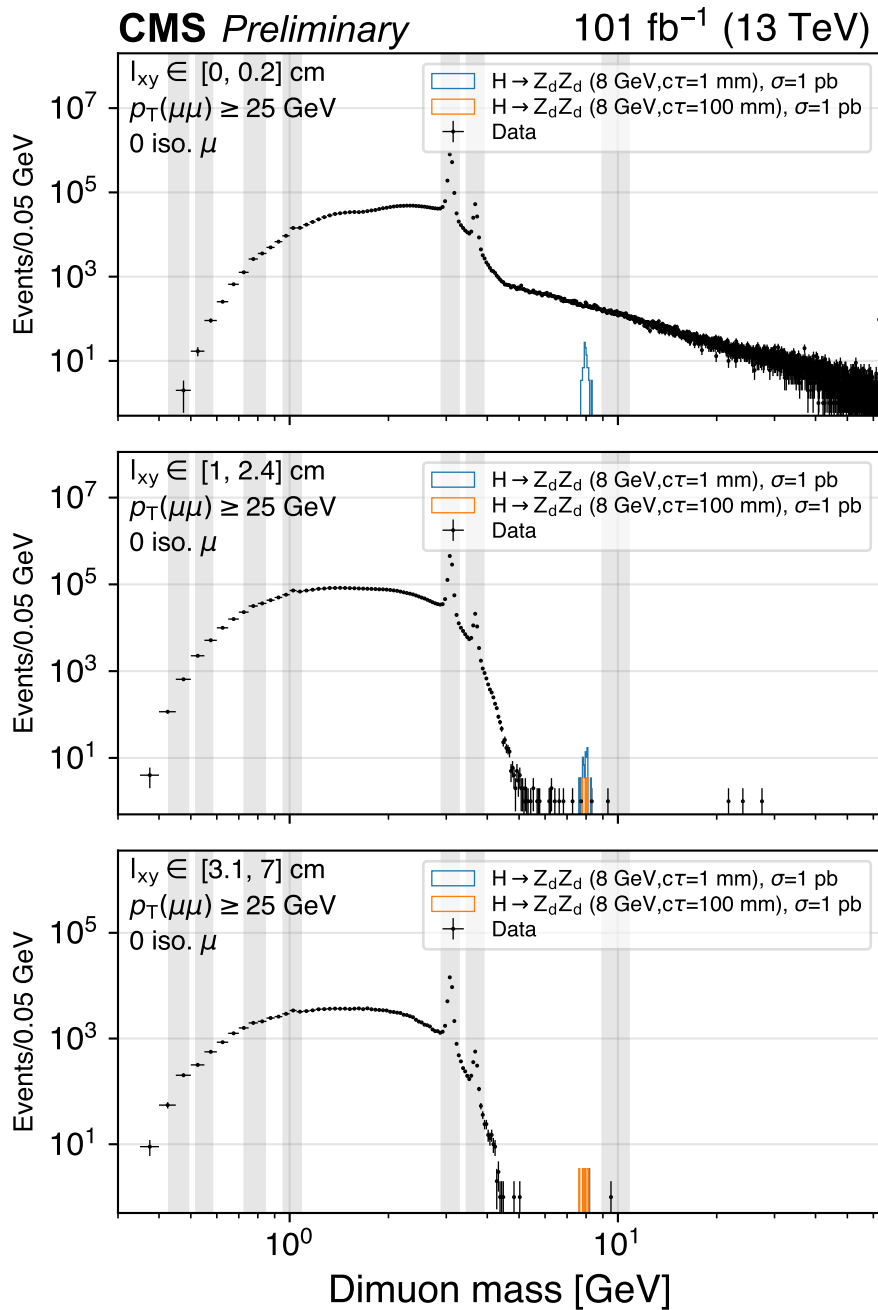 CMS Preliminary 101 fb⁻¹ (13 TeV)
l_xy ∈ [0, 0.2] cm
p_T(μμ) ≥ 25 GeV
0 iso. μ
H→Z_dZ_d (8 GeV,cτ=1 mm), σ=1 pb
H→Z_dZ_d (8 GeV,cτ=100 mm), σ=1 pb
Data
Events/0.05 GeV
10⁷
10⁵
10³
10¹
l_xy ∈ [1, 2.4] cm
p_T(μμ) ≥ 25 GeV
0 iso. μ
H→Z_dZ_d (8 GeV,cτ=1 mm), σ=1 pb
H→Z_dZ_d (8 GeV,cτ=100 mm), σ=1 pb
Data
Events/0.05 GeV
10⁷
10⁵
10³
10¹
l_xy ∈ [3.1, 7] cm
p_T(μμ) ≥ 25 GeV
0 iso. μ
H→Z_dZ_d (8 GeV,cτ=1 mm), σ=1 pb
H→Z_dZ_d (8 GeV,cτ=100 mm), σ=1 pb
Data
Events/0.05 GeV
10⁵
10³
10¹
10⁰ 10¹
Dimuon mass [GeV]